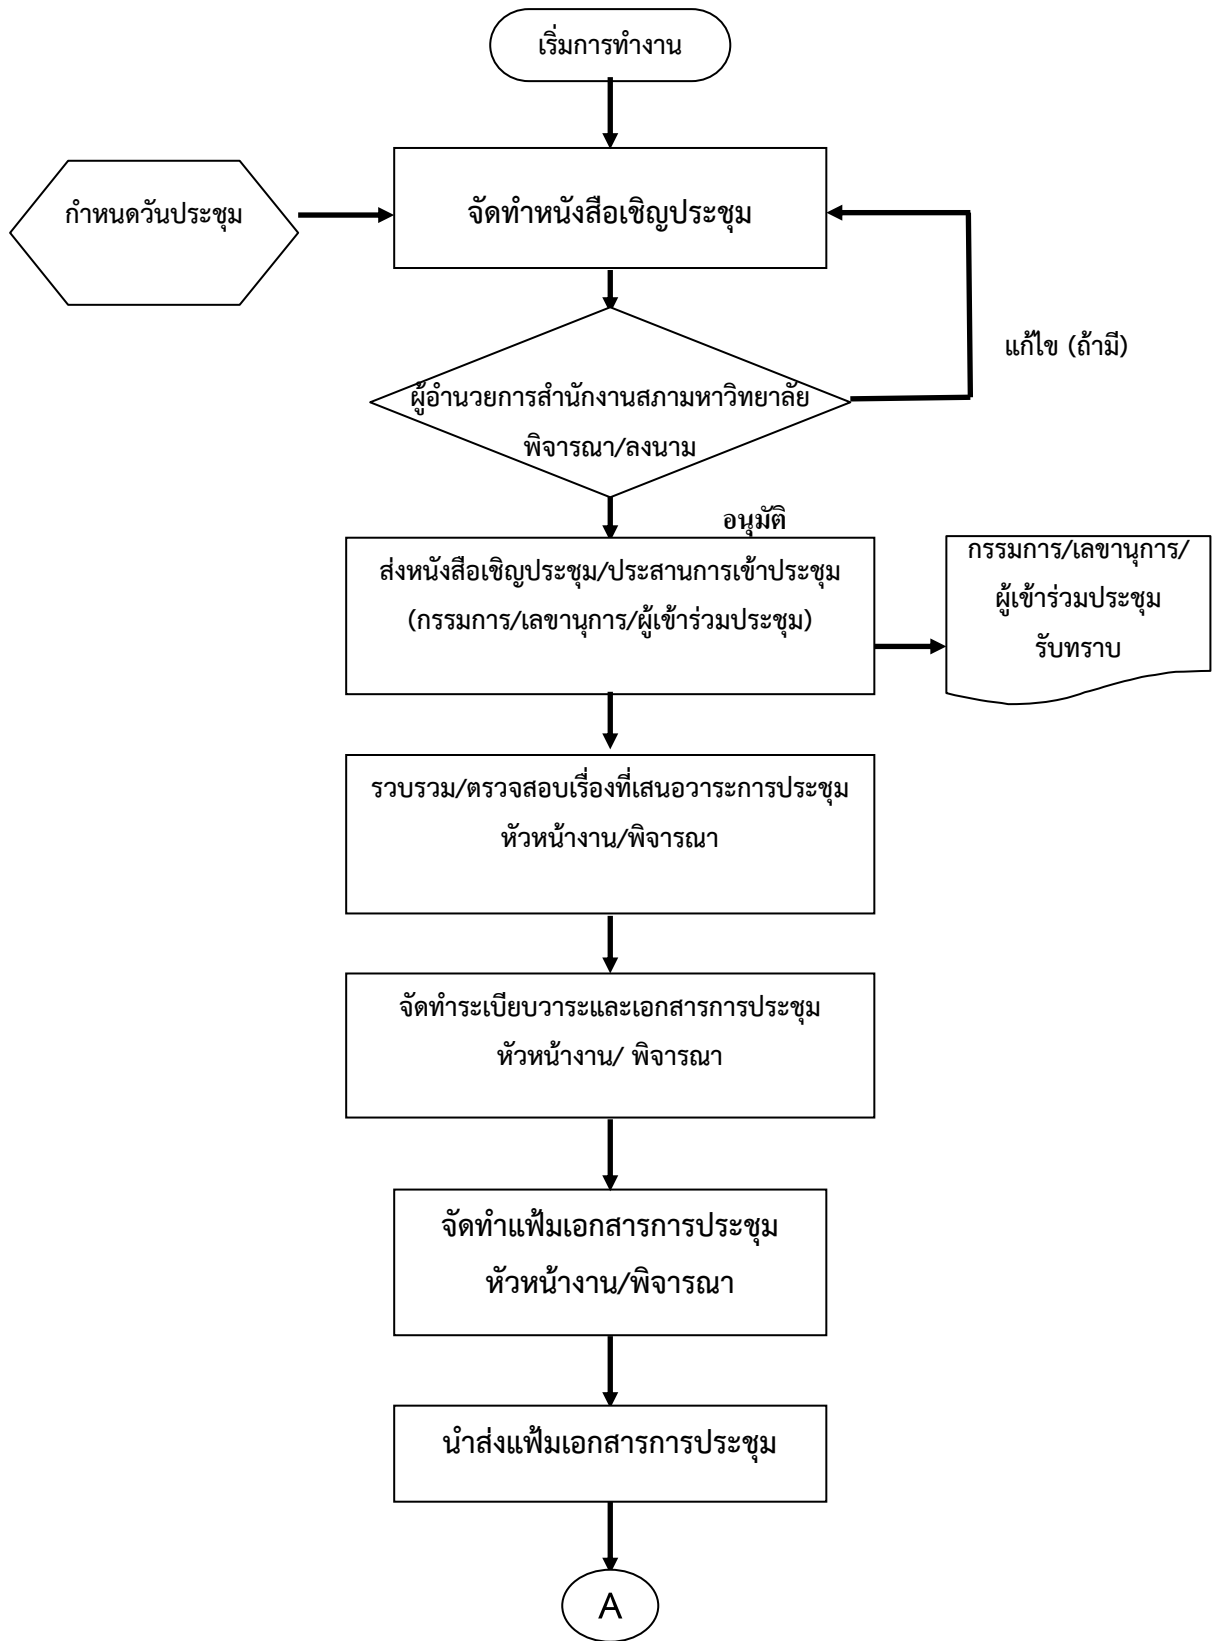 เริ่มการทำงาน
กำหนดวันประชุม
จัดทำหนังสือเชิญประชุม
แก้ไข (ถ้ามี)
ผู้อำนวยการสำนักงานสภามหาวิทยาลัย
พิจารณา/ลงนาม
อนุมัติ
ส่งหนังสือเชิญประชุม/ประสานการเข้าประชุม
(กรรมการ/เลขานุการ/ผู้เข้าร่วมประชุม)
กรรมการ/เลขานุการ/
ผู้เข้าร่วมประชุม
รับทราบ
รวบรวม/ตรวจสอบเรื่องที่เสนอวาระการประชุม
หัวหน้างาน/พิจารณา
จัดทำระเบียบวาระและเอกสารการประชุม
หัวหน้างาน/ พิจารณา
จัดทำแฟ้มเอกสารการประชุม
หัวหน้างาน/พิจารณา
นำส่งแฟ้มเอกสารการประชุม
A